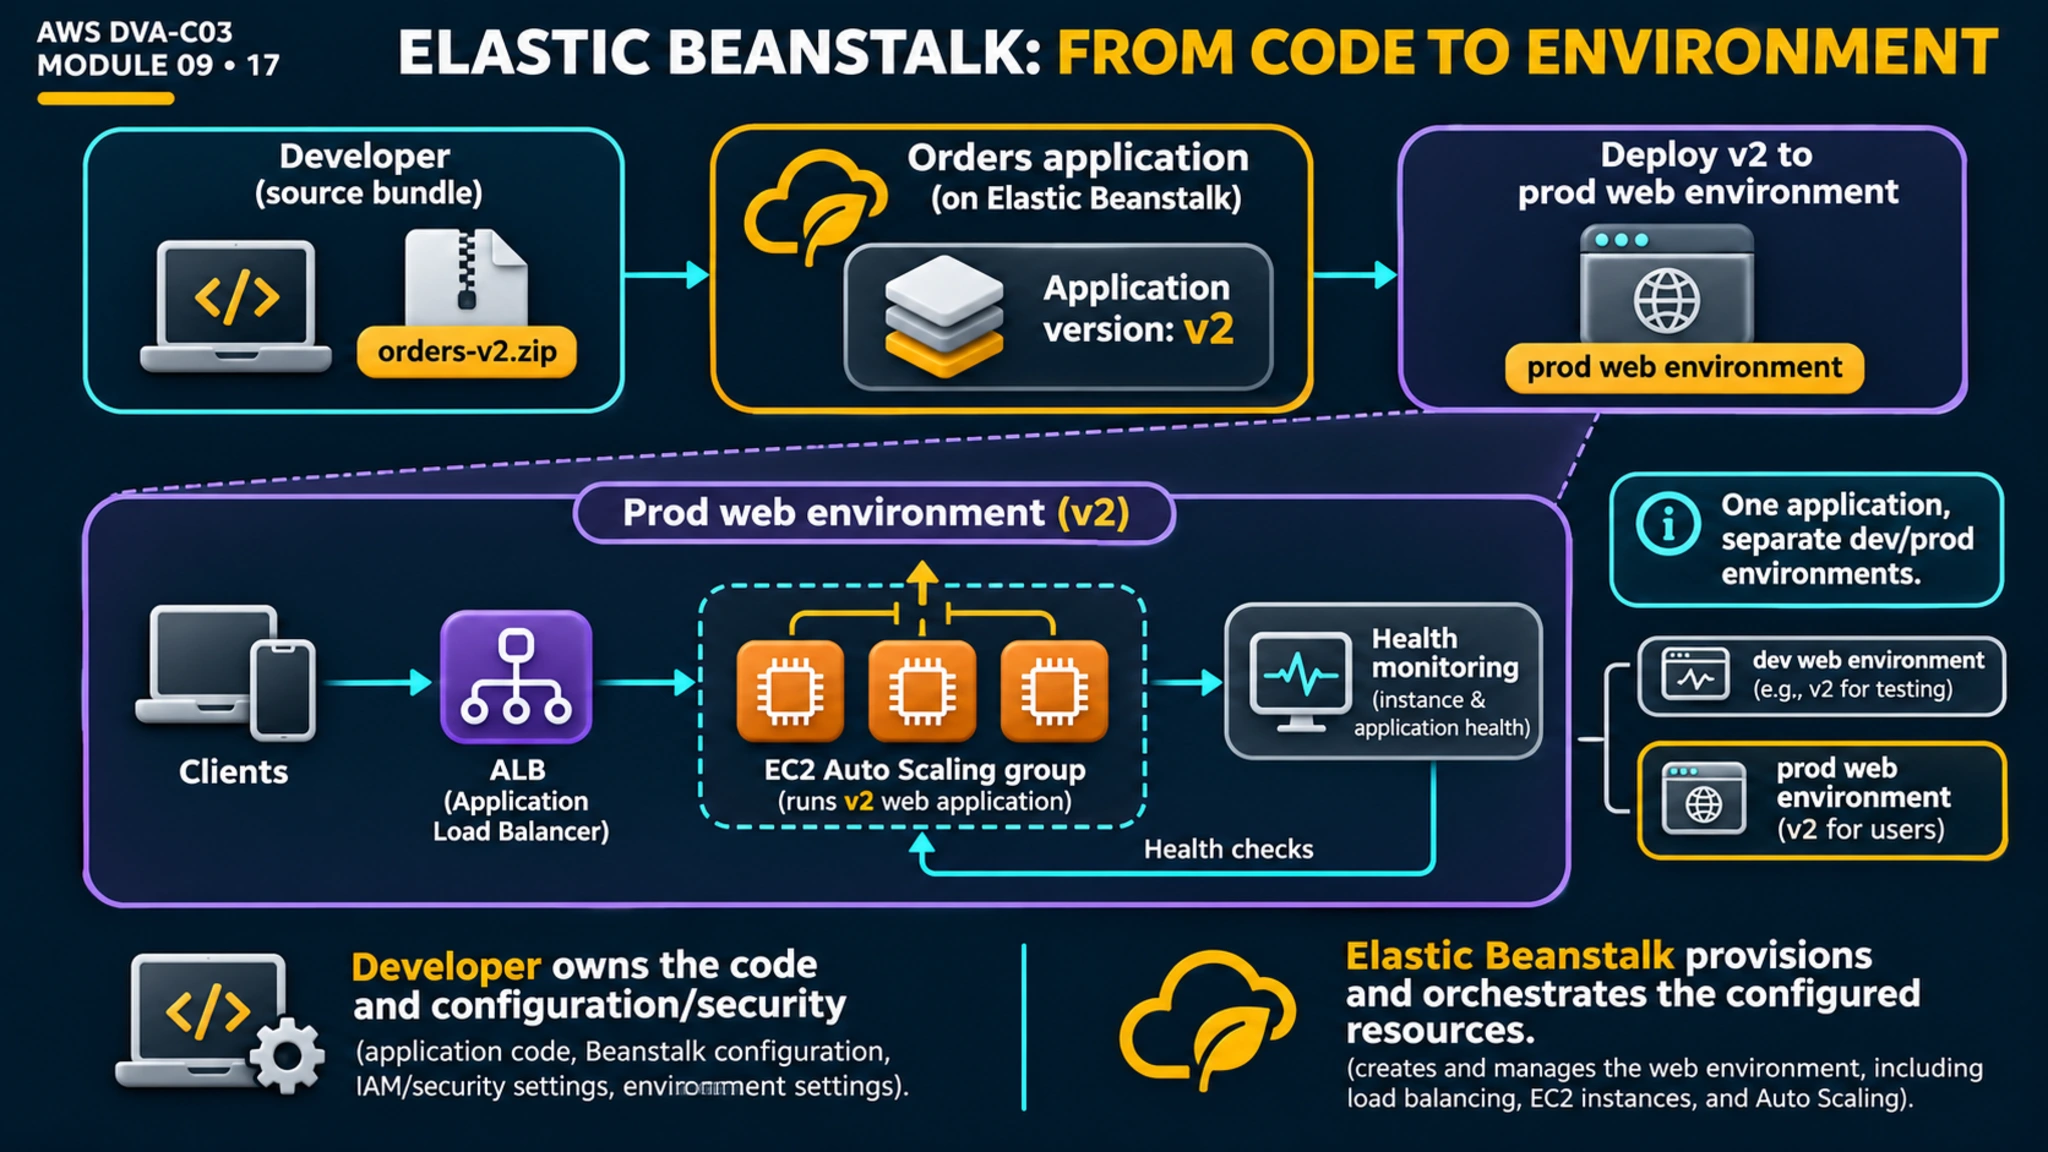 AWS DVA-C03
MODULE 09 • 17
ELASTIC BEANSTALK: FROM CODE TO ENVIRONMENT
Developer
(source bundle)
orders-v2.zip
Orders application
(on Elastic Beanstalk)
Application
version: v2
Deploy v2 to
prod web environment
prod web environment
Prod web environment (v2)
Clients
ALB
(Application
Load Balancer)
EC2 Auto Scaling group
(runs v2 web application)
Health
monitoring
(instance &
application health)
Health checks
One application,
separate dev/prod
environments.
dev web environment
(e.g., v2 for testing)
prod web
environment
(v2 for users)
Developer owns the code
and configuration/security
(application code, Beanstalk configuration,
IAM/security settings, environment settings).
Elastic Beanstalk provisions
and orchestrates the configured
resources.
(creates and manages the web environment, including
load balancing, EC2 instances, and Auto Scaling).